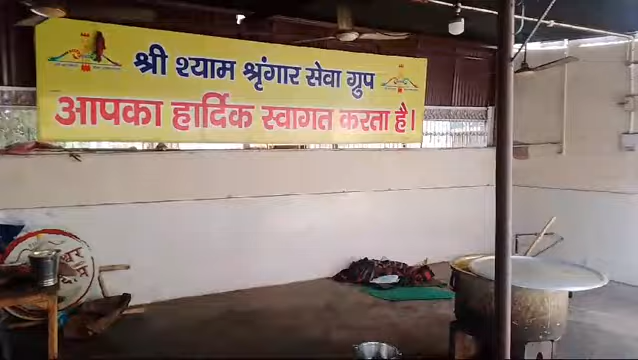 श्री श्याम श्रृंगार सेवा ग्रुप
आपका हार्दिक स्वागत करता है।